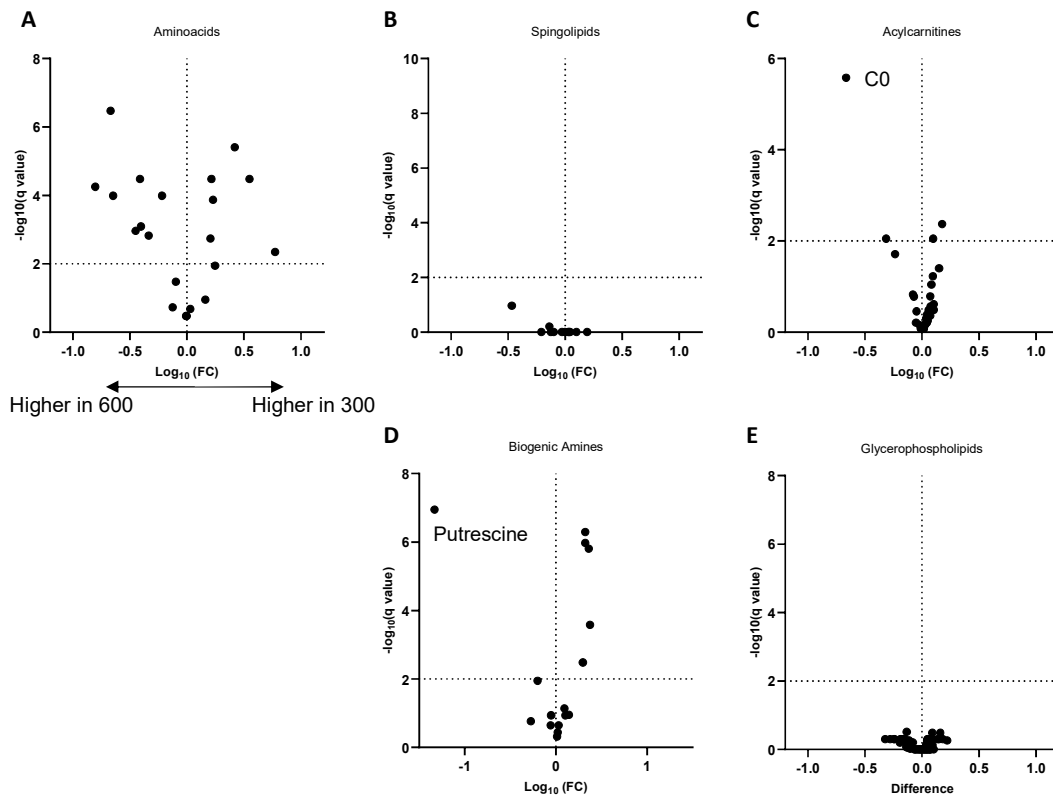 A
Aminoacids
8
6
4
2
0
-log10(q value)
-1.0 -0.5 0.0 0.5 1.0
Log10 (FC)
Higher in 600 Higher in 300
B
Spingolipids
10
8
6
4
2
0
-log10(q value)
-1.0 -0.5 0.0 0.5 1.0
Log10 (FC)
C
Acylcarnitines
6
4
2
0
-log10(q value)
C0
-1.0 -0.5 0.0 0.5 1.0
Log10 (FC)
D
Biogenic Amines
8
6
4
2
0
-log10(q value)
Putrescine
-1 0 1
Log10 (FC)
E
Glycerophospholipids
8
6
4
2
0
-log10(q value)
-1.0 -0.5 0.0 0.5 1.0
Difference